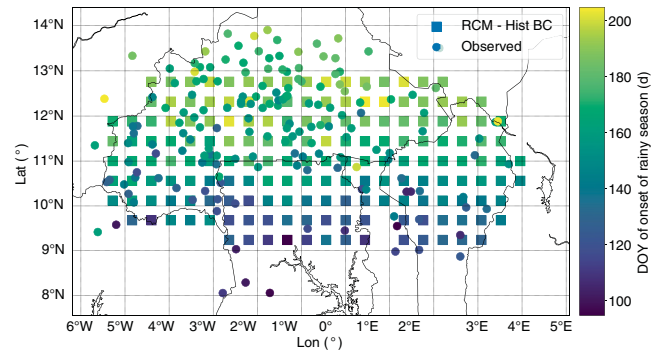 14°N
13°N
12°N
11°N
10°N
9°N
8°N
Lat (°)
RCM - Hist BC
Observed
6°W 5°W 4°W 3°W 2°W 1°W 0° 1°E 2°E 3°E 4°E 5°E
Lon (°)
200
180
160
140
120
100
DOY of onset of rainy season (d)